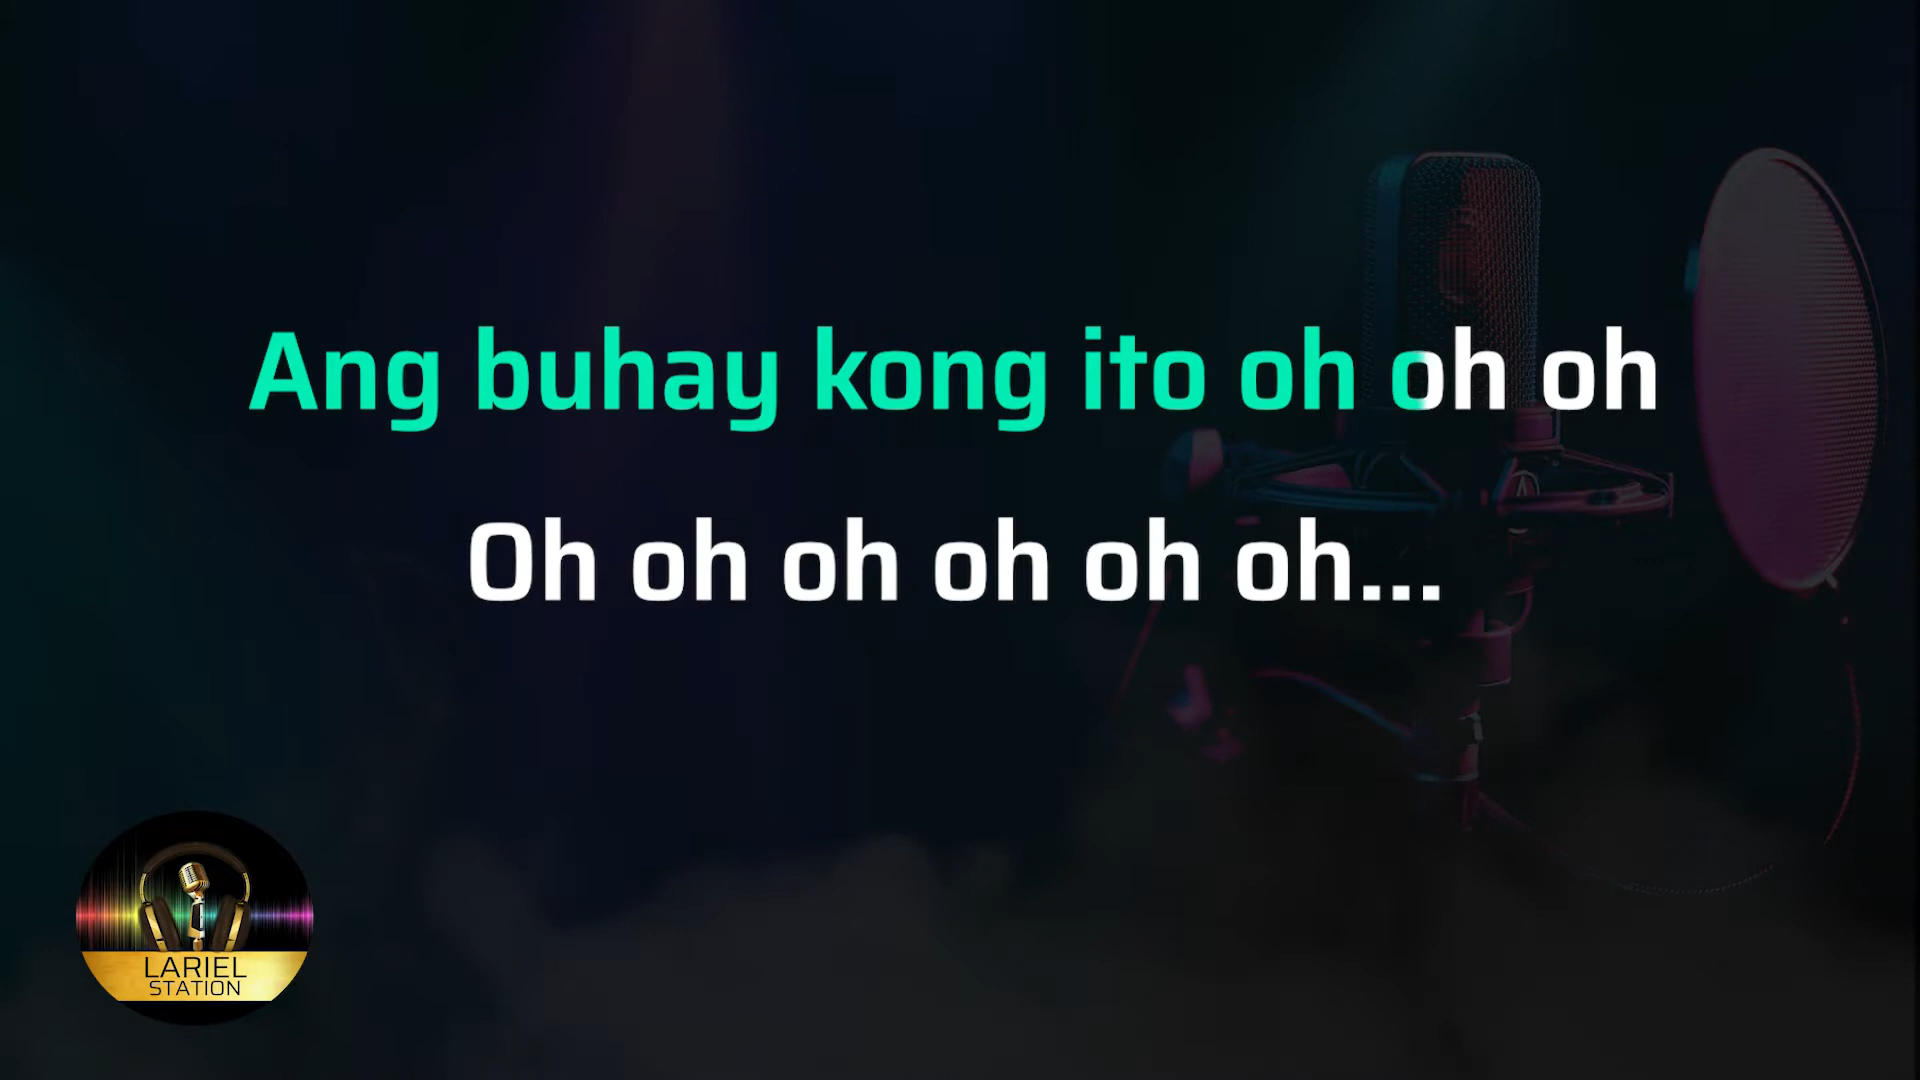 Ang buhay kong ito oh oh oh
Oh oh oh oh oh oh...
LARIEL
STATION